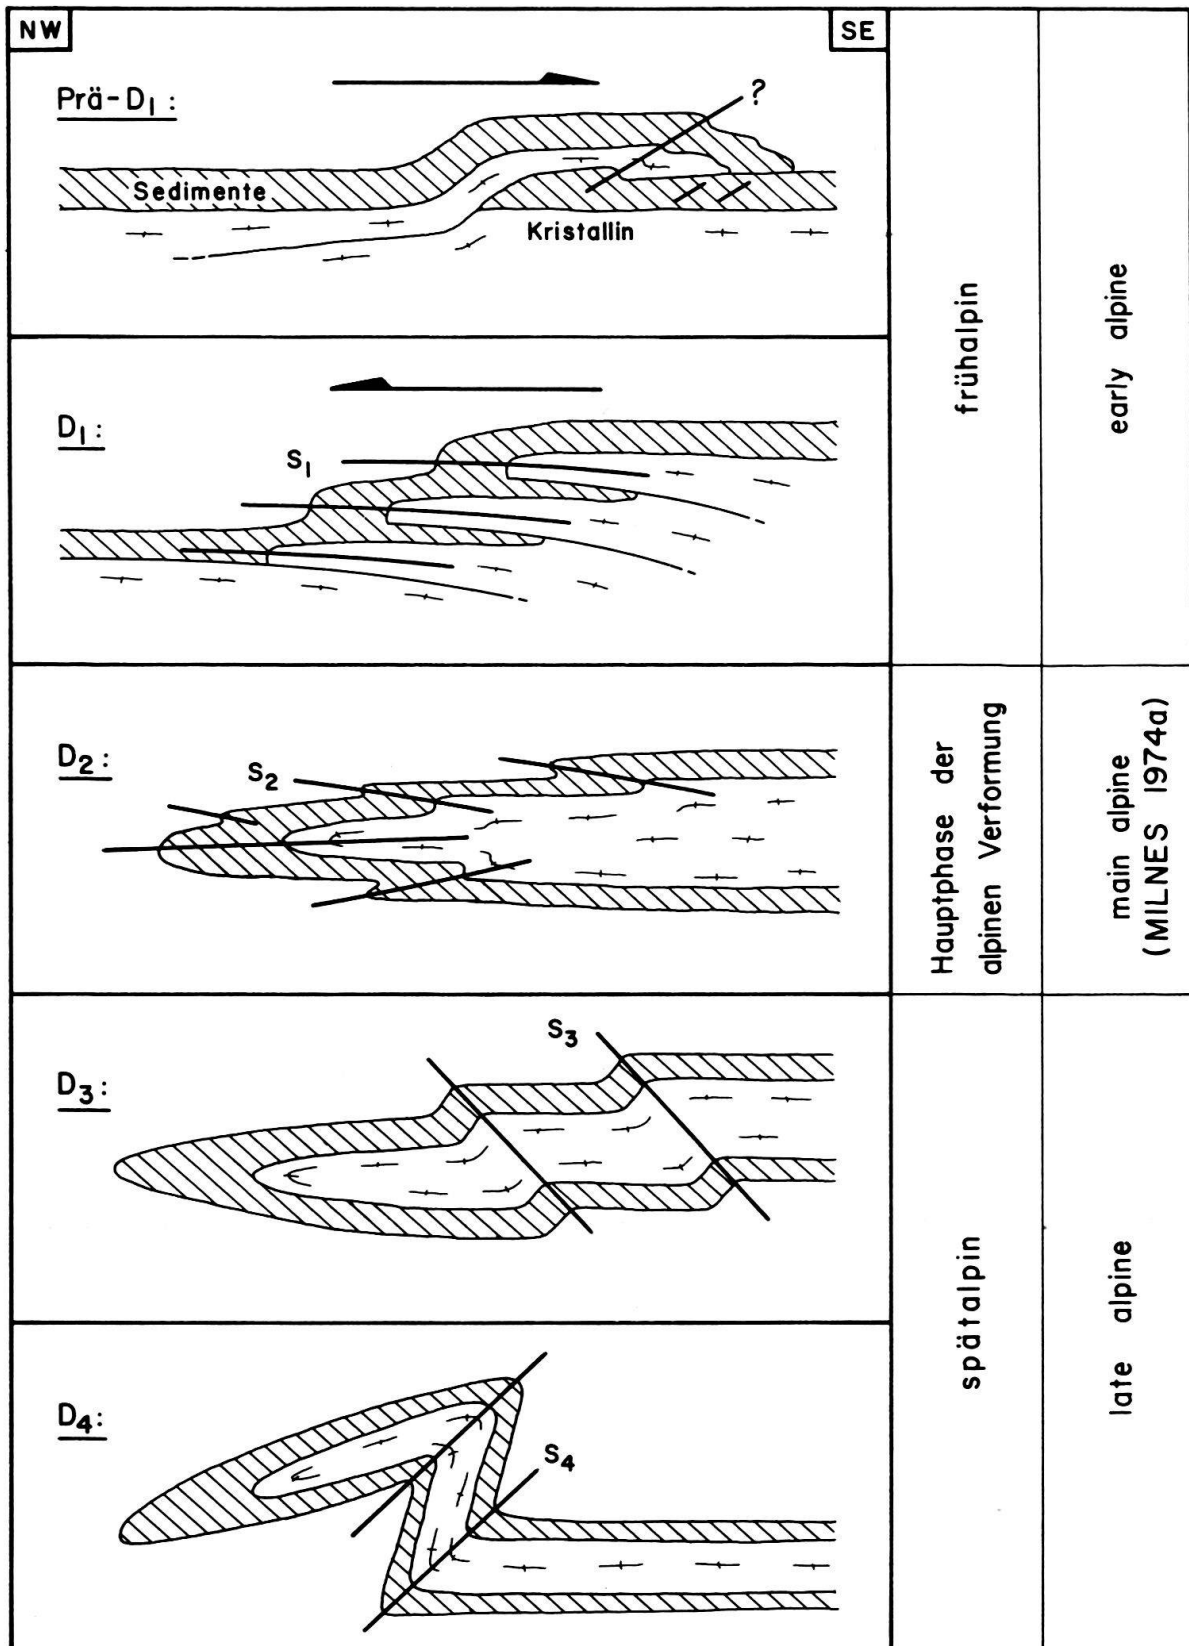 NW
SE
Prä-D₁ :
?
Sedimente
Kristallin
D₁ :
S₁
frühalpin
early alpine
D₂ :
S₂
Hauptphase der
alpinen Verformung
main alpine
(MILNES 1974a)
D₃ :
S₃
D₄ :
S₄
spätalpin
late alpine